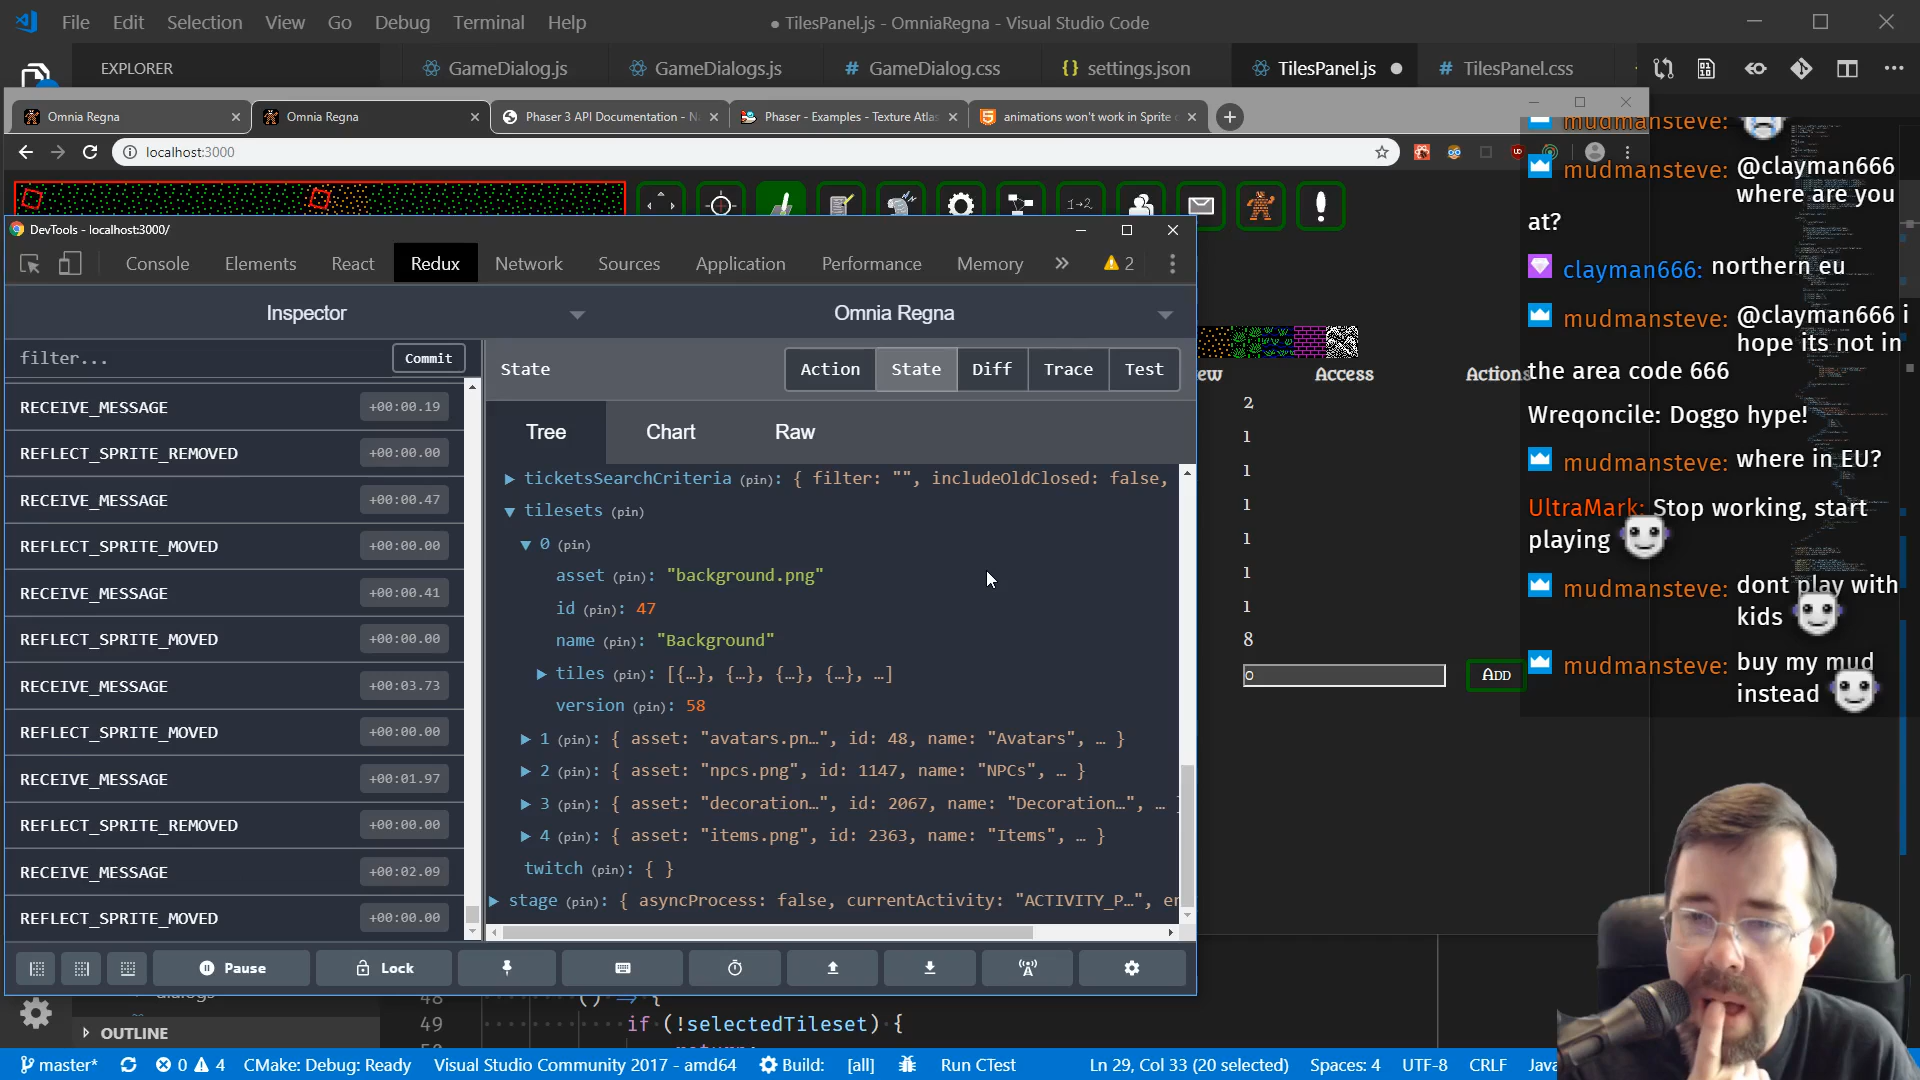 File Edit Selection View Go Debug Terminal Help
● TilesPanel.js - OmniaRegna - Visual Studio Code
EXPLORER
GameDialog.js
GameDialogs.js
# GameDialog.css
{} settings.json
TilesPanel.js ●
# TilesPanel.css
Omnia Regna
Omnia Regna
Phaser 3 API Documentation - N
Phaser - Examples - Texture Atlas
animations won't work in Sprite
localhost:3000
1→2
DevTools - localhost:3000/
Console Elements React Redux Network Sources Application Performance Memory » 2
Inspector
Omnia Regna
filter...
Commit
State
Action State Diff Trace Test
Tree Chart Raw
RECEIVE_MESSAGE +00:00.19
REFLECT_SPRITE_REMOVED +00:00.00
RECEIVE_MESSAGE +00:00.47
REFLECT_SPRITE_MOVED +00:00.00
RECEIVE_MESSAGE +00:00.41
REFLECT_SPRITE_MOVED +00:00.00
RECEIVE_MESSAGE +00:03.73
REFLECT_SPRITE_MOVED +00:00.00
RECEIVE_MESSAGE +00:01.97
REFLECT_SPRITE_REMOVED +00:00.00
RECEIVE_MESSAGE +00:02.09
REFLECT_SPRITE_MOVED +00:00.00
ticketsSearchCriteria (pin): { filter: "", includeOldClosed: false,
tilesets (pin)
0 (pin)
asset (pin): "background.png"
id (pin): 47
name (pin): "Background"
tiles (pin): [{…}, {…}, {…}, {…}, …]
version (pin): 58
1 (pin): { asset: "avatars.pn…", id: 48, name: "Avatars", … }
2 (pin): { asset: "npcs.png", id: 1147, name: "NPCs", … }
3 (pin): { asset: "decoration…", id: 2067, name: "Decoration…", …
4 (pin): { asset: "items.png", id: 2363, name: "Items", … }
twitch (pin): { }
stage (pin): { asyncProcess: false, currentActivity: "ACTIVITY_P…", er
Pause
Lock
ew Access Actions
2
1
1
1
1
1
1
8
0
Add
mudmansteve:
mudmansteve: @clayman666
where are you
at?
clayman666: northern eu
mudmansteve: @clayman666 i
hope its not in
the area code 666
Wreqoncile: Doggo hype!
mudmansteve: where in EU?
UltraMark: Stop working, start
playing
mudmansteve: dont play with
kids
mudmansteve: buy my mud
instead
dialogs
OUTLINE
48 () => {
49 if (!selectedTileset) {
master* 0 4 CMake: Debug: Ready Visual Studio Community 2017 - amd64 Build: [all] Run CTest Ln 29, Col 33 (20 selected) Spaces: 4 UTF-8 CRLF Java